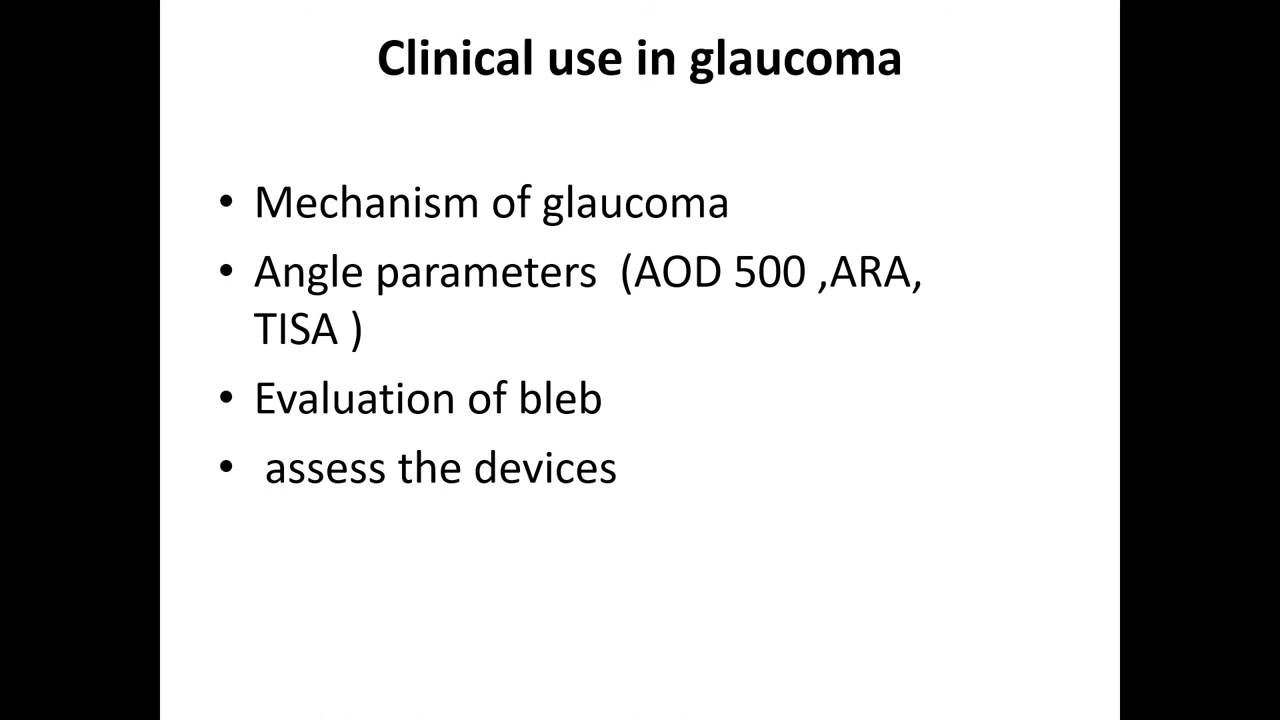 Clinical use in glaucoma
• Mechanism of glaucoma
• Angle parameters (AOD 500 ,ARA,
TISA )
• Evaluation of bleb
• assess the devices